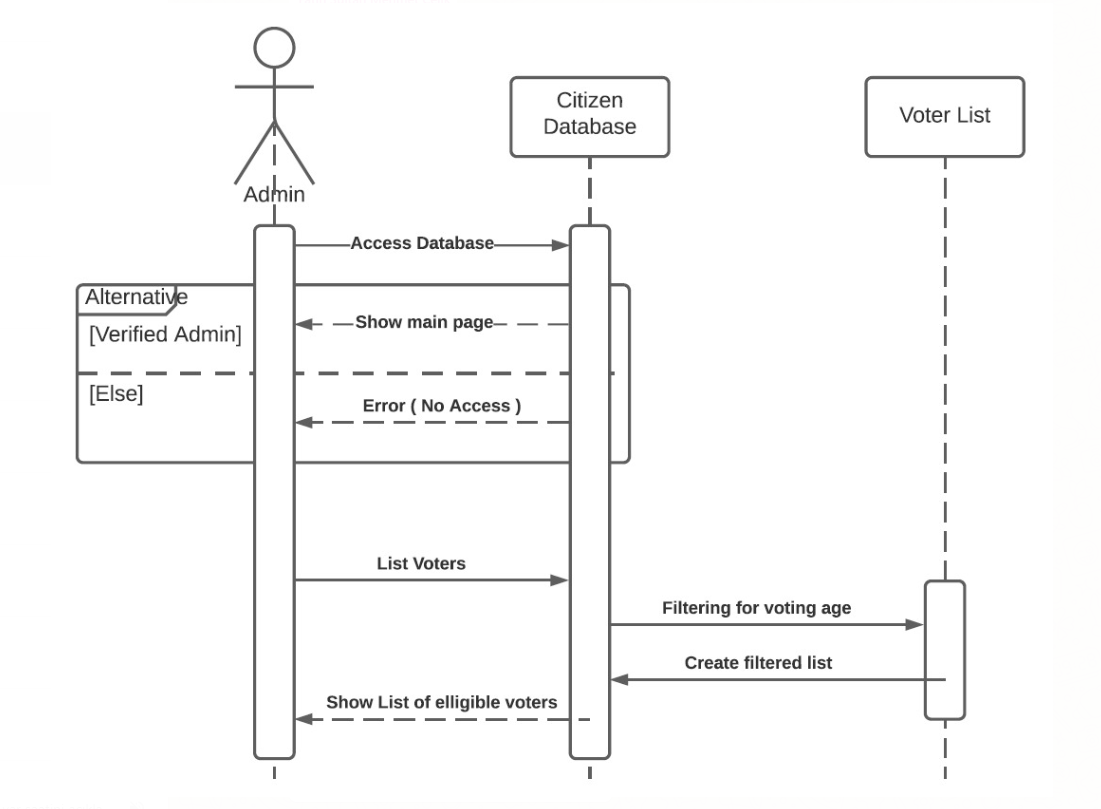 Citizen
Database
Voter List
Admin
Access Database
Alternative
Show main page
[Verified Admin]
[Else]
Error ( No Access )
List Voters
Filtering for voting age
Create filtered list
Show List of elligible voters